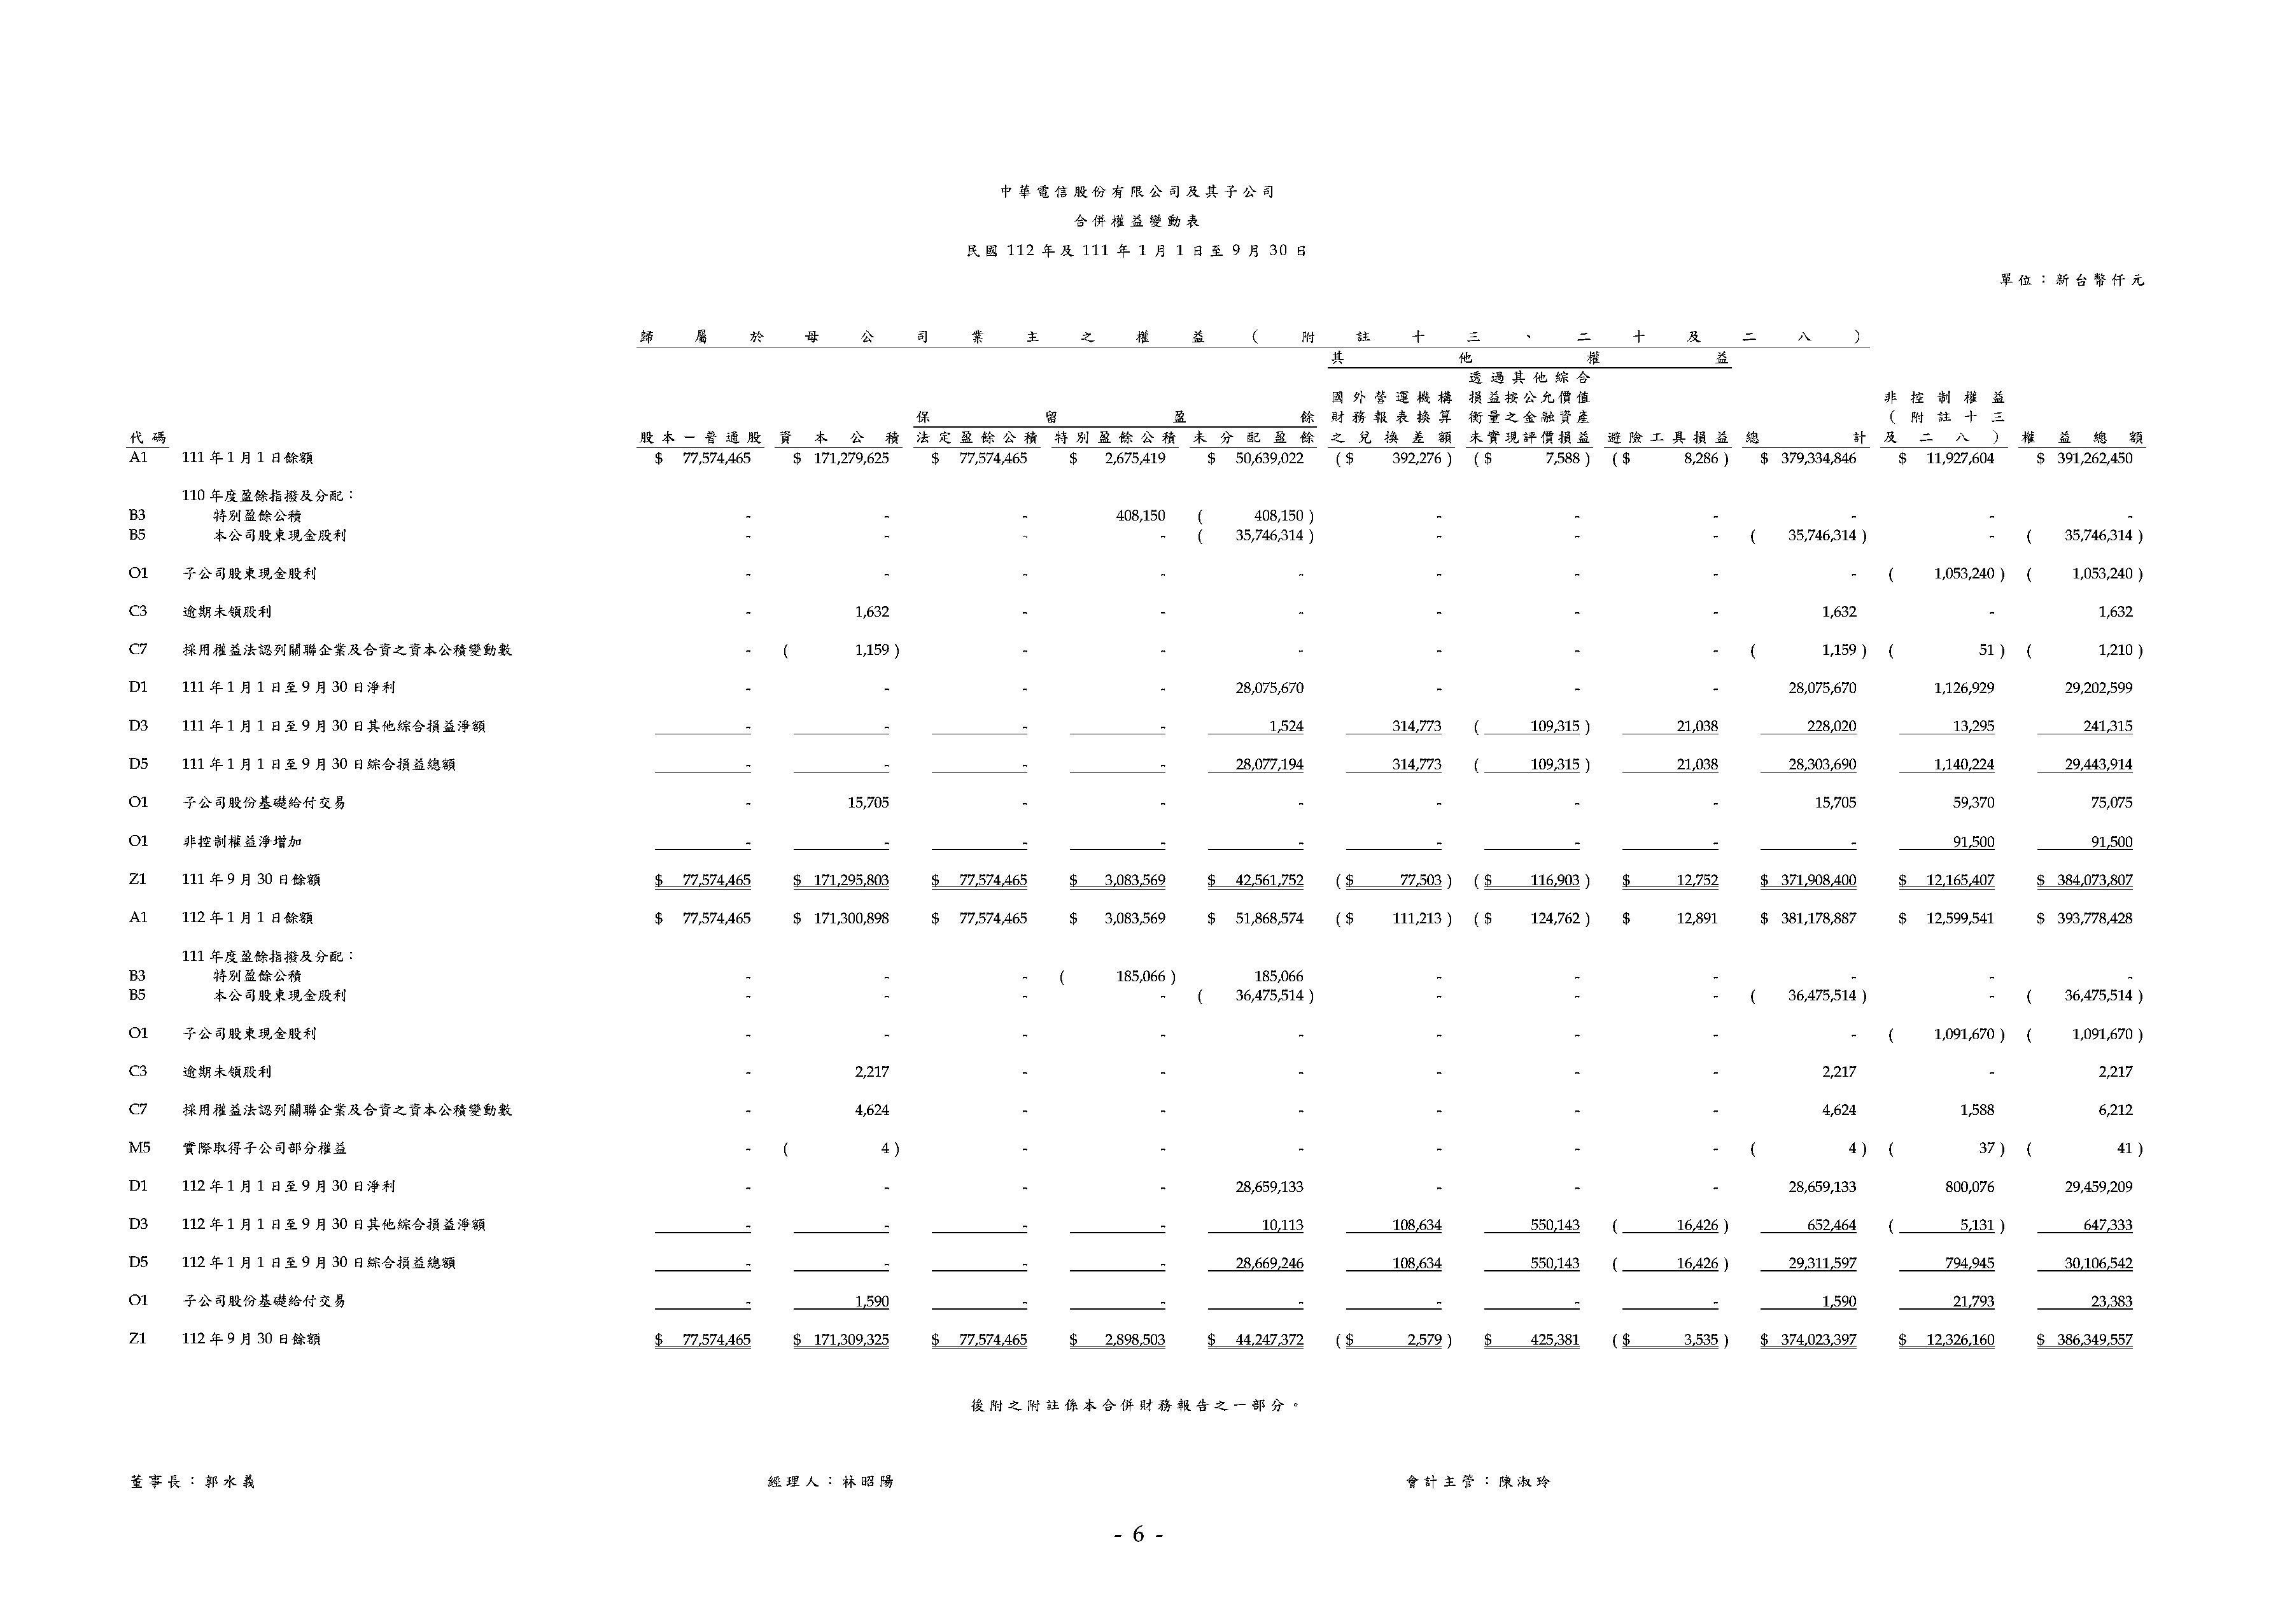 中華電信股份有限公司及其子公司
合併權益變動表
民國 112 年及 111 年 1 月 1 日至 9 月 30 日
單位：新台幣仟元
歸屬於母公司業主之權益（附註十三、二十及二八）
其他權益
透過其他綜合
國外營運機構 損益按公允價值 非控制權益
保留盈餘 財務報表換算 衡量之金融資產 （附註十三
代碼 股本－普通股 資本公積 法定盈餘公積 特別盈餘公積 未分配盈餘 之兌換差額 未實現評價損益 避險工具損益 總計 及二八） 權益總額
A1 111 年 1 月 1 日餘額 $ 77,574,465 $ 171,279,625 $ 77,574,465 $ 2,675,419 $ 50,639,022 ( $ 392,276 ) ( $ 7,588 ) ( $ 8,286 ) $ 379,334,846 $ 11,927,604 $ 391,262,450
110 年度盈餘指撥及分配：
B3 特別盈餘公積 - - - 408,150 ( 408,150 ) - - - - - -
B5 本公司股東現金股利 - - - - ( 35,746,314 ) - - - ( 35,746,314 ) - ( 35,746,314 )
O1 子公司股東現金股利 - - - - - - - - - ( 1,053,240 ) ( 1,053,240 )
C3 逾期未領股利 - 1,632 - - - - - - 1,632 - 1,632
C7 採用權益法認列關聯企業及合資之資本公積變動數 - ( 1,159 ) - - - - - - ( 1,159 ) ( 51 ) ( 1,210 )
D1 111 年 1 月 1 日至 9 月 30 日淨利 - - - - 28,075,670 - - - 28,075,670 1,126,929 29,202,599
D3 111 年 1 月 1 日至 9 月 30 日其他綜合損益淨額 - - - - 1,524 314,773 ( 109,315 ) 21,038 228,020 13,295 241,315
D5 111 年 1 月 1 日至 9 月 30 日綜合損益總額 - - - - 28,077,194 314,773 ( 109,315 ) 21,038 28,303,690 1,140,224 29,443,914
O1 子公司股份基礎給付交易 - 15,705 - - - - - - 15,705 59,370 75,075
O1 非控制權益淨增加 - - - - - - - - - 91,500 91,500
Z1 111 年 9 月 30 日餘額 $ 77,574,465 $ 171,295,803 $ 77,574,465 $ 3,083,569 $ 42,561,752 ( $ 77,503 ) ( $ 116,903 ) $ 12,752 $ 371,908,400 $ 12,165,407 $ 384,073,807
A1 112 年 1 月 1 日餘額 $ 77,574,465 $ 171,300,898 $ 77,574,465 $ 3,083,569 $ 51,868,574 ( $ 111,213 ) ( $ 124,762 ) $ 12,891 $ 381,178,887 $ 12,599,541 $ 393,778,428
111 年度盈餘指撥及分配：
B3 特別盈餘公積 - - - ( 185,066 ) 185,066 - - - - - -
B5 本公司股東現金股利 - - - - ( 36,475,514 ) - - - ( 36,475,514 ) - ( 36,475,514 )
O1 子公司股東現金股利 - - - - - - - - - ( 1,091,670 ) ( 1,091,670 )
C3 逾期未領股利 - 2,217 - - - - - - 2,217 - 2,217
C7 採用權益法認列關聯企業及合資之資本公積變動數 - 4,624 - - - - - - 4,624 1,588 6,212
M5 實際取得子公司部分權益 - ( 4 ) - - - - - - ( 4 ) ( 37 ) ( 41 )
D1 112 年 1 月 1 日至 9 月 30 日淨利 - - - - 28,659,133 - - - 28,659,133 800,076 29,459,209
D3 112 年 1 月 1 日至 9 月 30 日其他綜合損益淨額 - - - - 10,113 108,634 550,143 ( 16,426 ) 652,464 ( 5,131 ) 647,333
D5 112 年 1 月 1 日至 9 月 30 日綜合損益總額 - - - - 28,669,246 108,634 550,143 ( 16,426 ) 29,311,597 794,945 30,106,542
O1 子公司股份基礎給付交易 - 1,590 - - - - - - 1,590 21,793 23,383
Z1 112 年 9 月 30 日餘額 $ 77,574,465 $ 171,309,325 $ 77,574,465 $ 2,898,503 $ 44,247,372 ( $ 2,579 ) $ 425,381 ( $ 3,535 ) $ 374,023,397 $ 12,326,160 $ 386,349,557
後附之附註係本合併財務報告之一部分。
董事長：郭水義 經理人：林昭陽 會計主管：陳淑玲
- 6 -